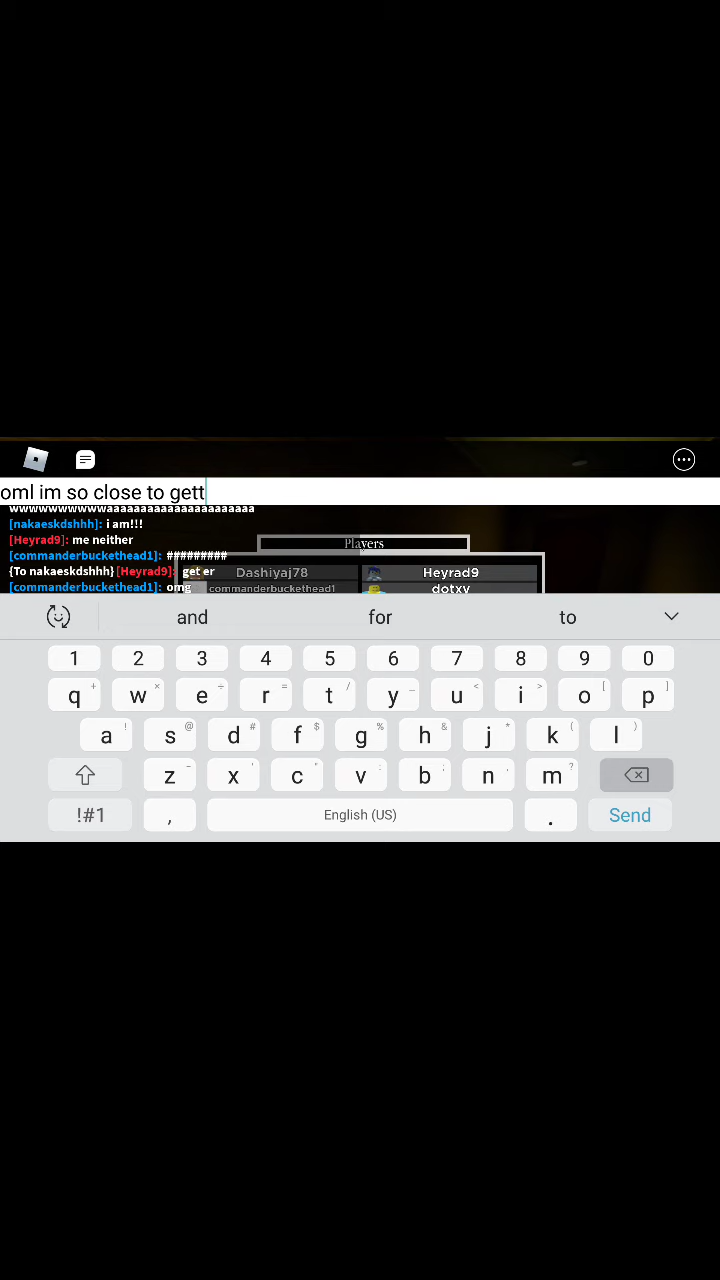 oml im so close to gett
wwwwwwwwwwaaaaaaaaaaaaaaaaaaaaa
[nakaeskdshhh]: i am!!!
[Heyrad9]: me neither
[commanderbuckethead1]: #########
{To nakaeskdshhh} [Heyrad9]: get er
[commanderbuckethead1]: omg
Players
Dashiyaj78 Heyrad9
commanderbuckethead1 dotxv
and for to
1 2 3 4 5 6 7 8 9 0
q + w × e ÷ r = t / y _ u < i > o [ p ]
a ! s @ d # f $ g % h & j * k ( l )
z - x ' c " v : b ; n , m ?
!#1 , English (US) . Send